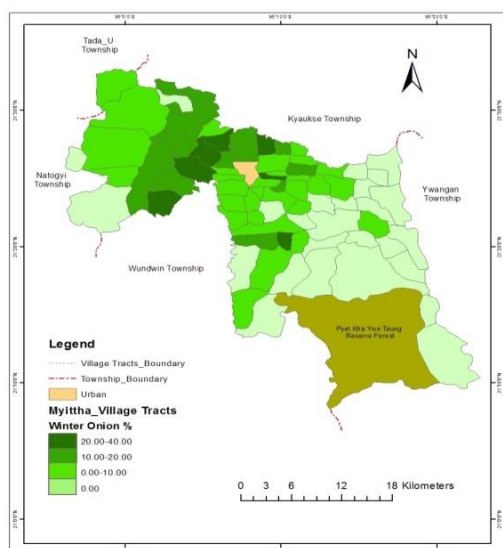 Tada_U
Township
N
Kyaukse Township
Natogyi
Township
Ywangan
Township
Wundwin Township
Pyet Kha Ywe Taung
Reserve Forest
Legend
Village Tracts_Boundary
Township_Boundary
Urban
Myittha_Village Tracts
Winter Onion %
20.00-40.00
10.00-20.00
0.00-10.00
0.00
0 3 6 12 18 Kilometers